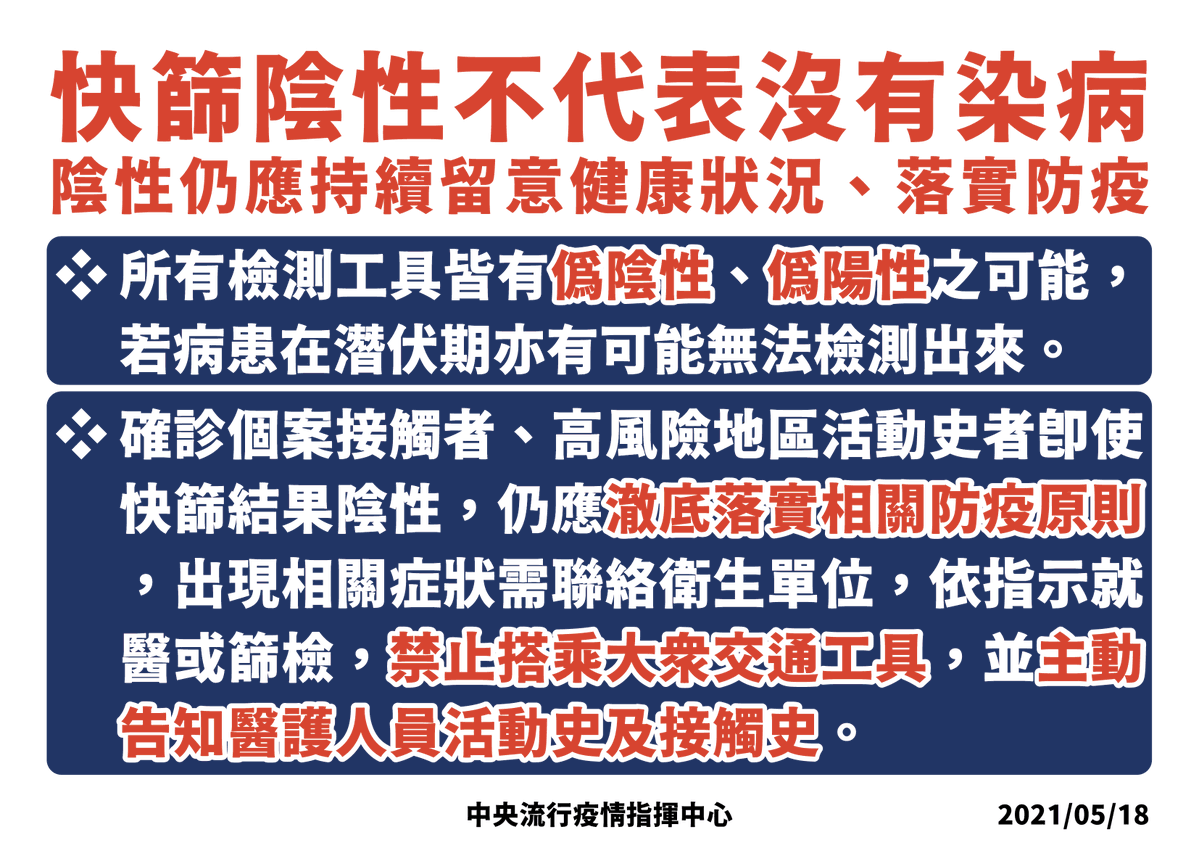 快篩陰性不代表沒有染病
陰性仍應持續留意健康狀況、落實防疫
❖所有檢測工具皆有偽陰性、偽陽性之可能，
若病患在潛伏期亦有可能無法檢測出來。
❖確診個案接觸者、高風險地區活動史者即使
快篩結果陰性，仍應澈底落實相關防疫原則
，出現相關症狀需聯絡衛生單位，依指示就
醫或篩檢，禁止搭乘大眾交通工具，並主動
告知醫護人員活動史及接觸史。
中央流行疫情指揮中心
2021/05/18